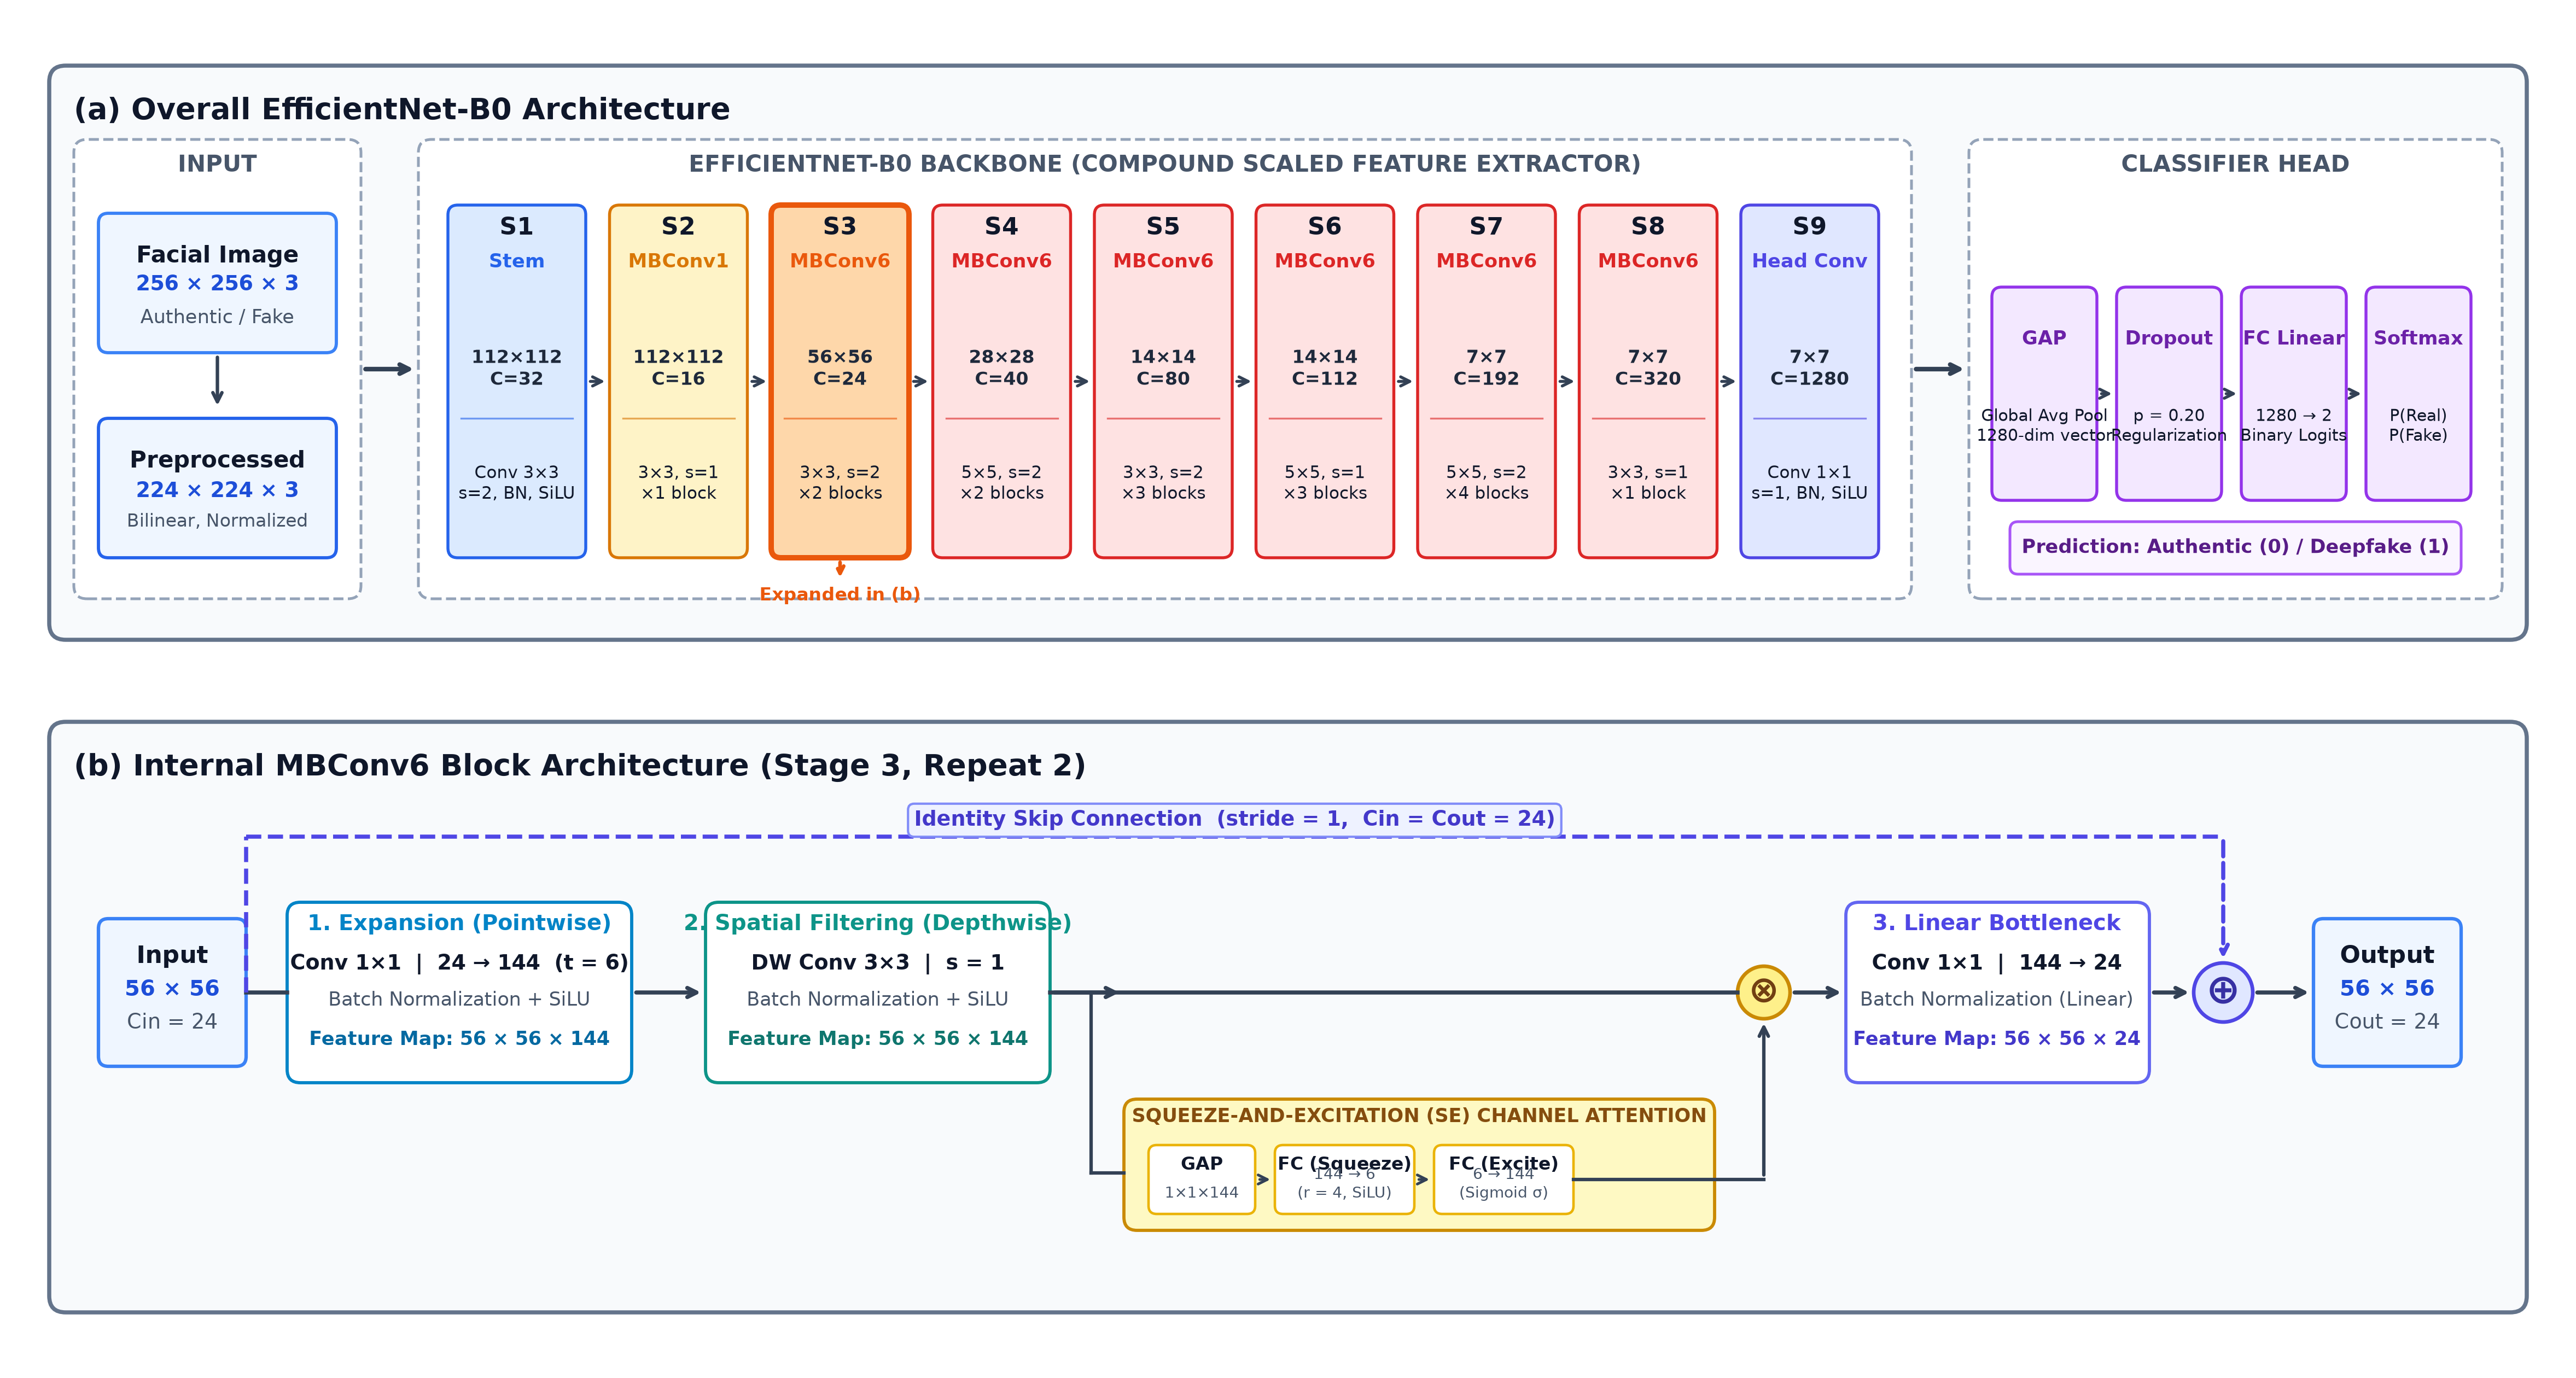 (a) Overall EfficientNet-B0 Architecture
INPUT
Facial Image
256 × 256 × 3
Authentic / Fake
Preprocessed
224 × 224 × 3
Bilinear, Normalized
EFFICIENTNET-B0 BACKBONE (COMPOUND SCALED FEATURE EXTRACTOR)
S1
Stem
112×112
C=32
Conv 3×3
s=2, BN, SiLU
S2
MBConv1
112×112
C=16
3×3, s=1
×1 block
S3
MBConv6
56×56
C=24
3×3, s=2
×2 blocks
Expanded in (b)
S4
MBConv6
28×28
C=40
5×5, s=2
×2 blocks
S5
MBConv6
14×14
C=80
3×3, s=2
×3 blocks
S6
MBConv6
14×14
C=112
5×5, s=1
×3 blocks
S7
MBConv6
7×7
C=192
5×5, s=2
×4 blocks
S8
MBConv6
7×7
C=320
3×3, s=1
×1 block
S9
Head Conv
7×7
C=1280
Conv 1×1
s=1, BN, SiLU
CLASSIFIER HEAD
GAP
Global Avg Pool
1280-dim vector
Dropout
p = 0.20
Regularization
FC Linear
1280 → 2
Binary Logits
Softmax
P(Real)
P(Fake)
Prediction: Authentic (0) / Deepfake (1)
(b) Internal MBConv6 Block Architecture (Stage 3, Repeat 2)
Identity Skip Connection (stride = 1, Cin = Cout = 24)
Input
56 × 56
Cin = 24
1. Expansion (Pointwise)
Conv 1×1 | 24 → 144 (t = 6)
Batch Normalization + SiLU
Feature Map: 56 × 56 × 144
2. Spatial Filtering (Depthwise)
DW Conv 3×3 | s = 1
Batch Normalization + SiLU
Feature Map: 56 × 56 × 144
SQUEEZE-AND-EXCITATION (SE) CHANNEL ATTENTION
GAP
1×1×144
FC (Squeeze)
144 → 6
(r = 4, SiLU)
FC (Excite)
6 → 144
(Sigmoid σ)
⊗
3. Linear Bottleneck
Conv 1×1 | 144 → 24
Batch Normalization (Linear)
Feature Map: 56 × 56 × 24
⊕
Output
56 × 56
Cout = 24